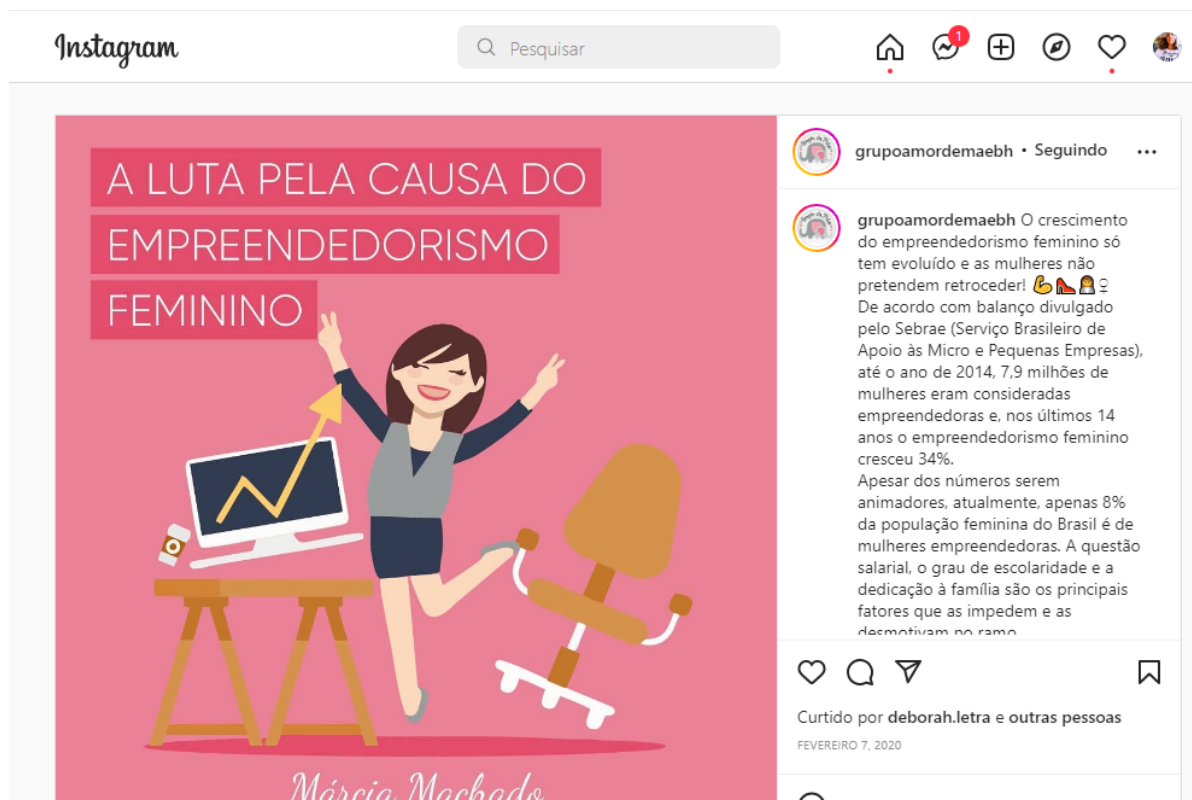 Instagram
Pesquisar
1
A LUTA PELA CAUSA DO
EMPREENDEDORISMO
FEMININO
Márcia Machado
grupoamordemaebh • Seguindo
grupoamordemaebh O crescimento
do empreendedorismo feminino só
tem evoluído e as mulheres não
pretendem retroceder! 💪👠👩‍💼♀
De acordo com balanço divulgado
pelo Sebrae (Serviço Brasileiro de
Apoio às Micro e Pequenas Empresas),
até o ano de 2014, 7,9 milhões de
mulheres eram consideradas
empreendedoras e, nos últimos 14
anos o empreendedorismo feminino
cresceu 34%.
Apesar dos números serem
animadores, atualmente, apenas 8%
da população feminina do Brasil é de
mulheres empreendedoras. A questão
salarial, o grau de escolaridade e a
dedicação à família são os principais
fatores que as impedem e as
desmotivam no ramo.
Curtido por deborah.letra e outras pessoas
FEVEREIRO 7, 2020